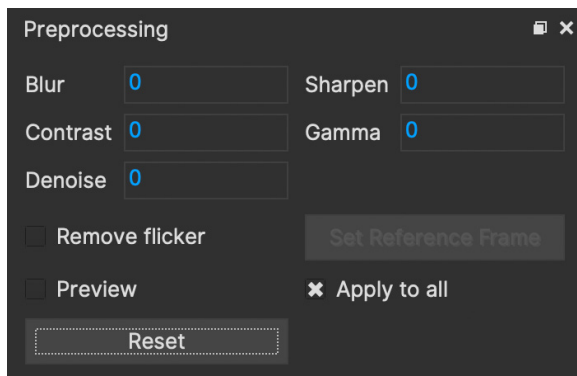 Preprocessing
Blur 0 Sharpen 0
Contrast 0 Gamma 0
Denoise 0
Remove flicker Set Reference Frame
Preview Apply to all
Reset